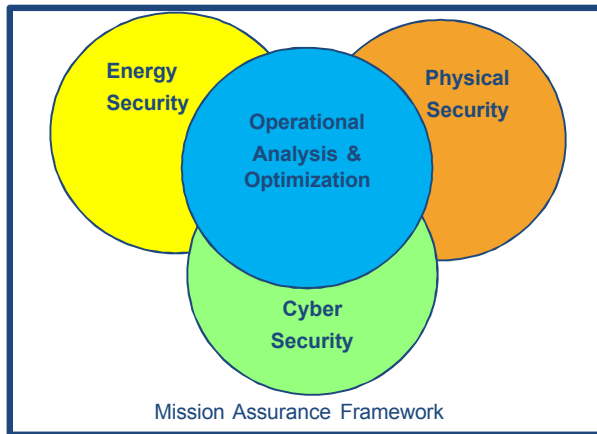 Energy
Security
Physical
Security
Operational
Analysis &
Optimization
Cyber
Security
Mission Assurance Framework